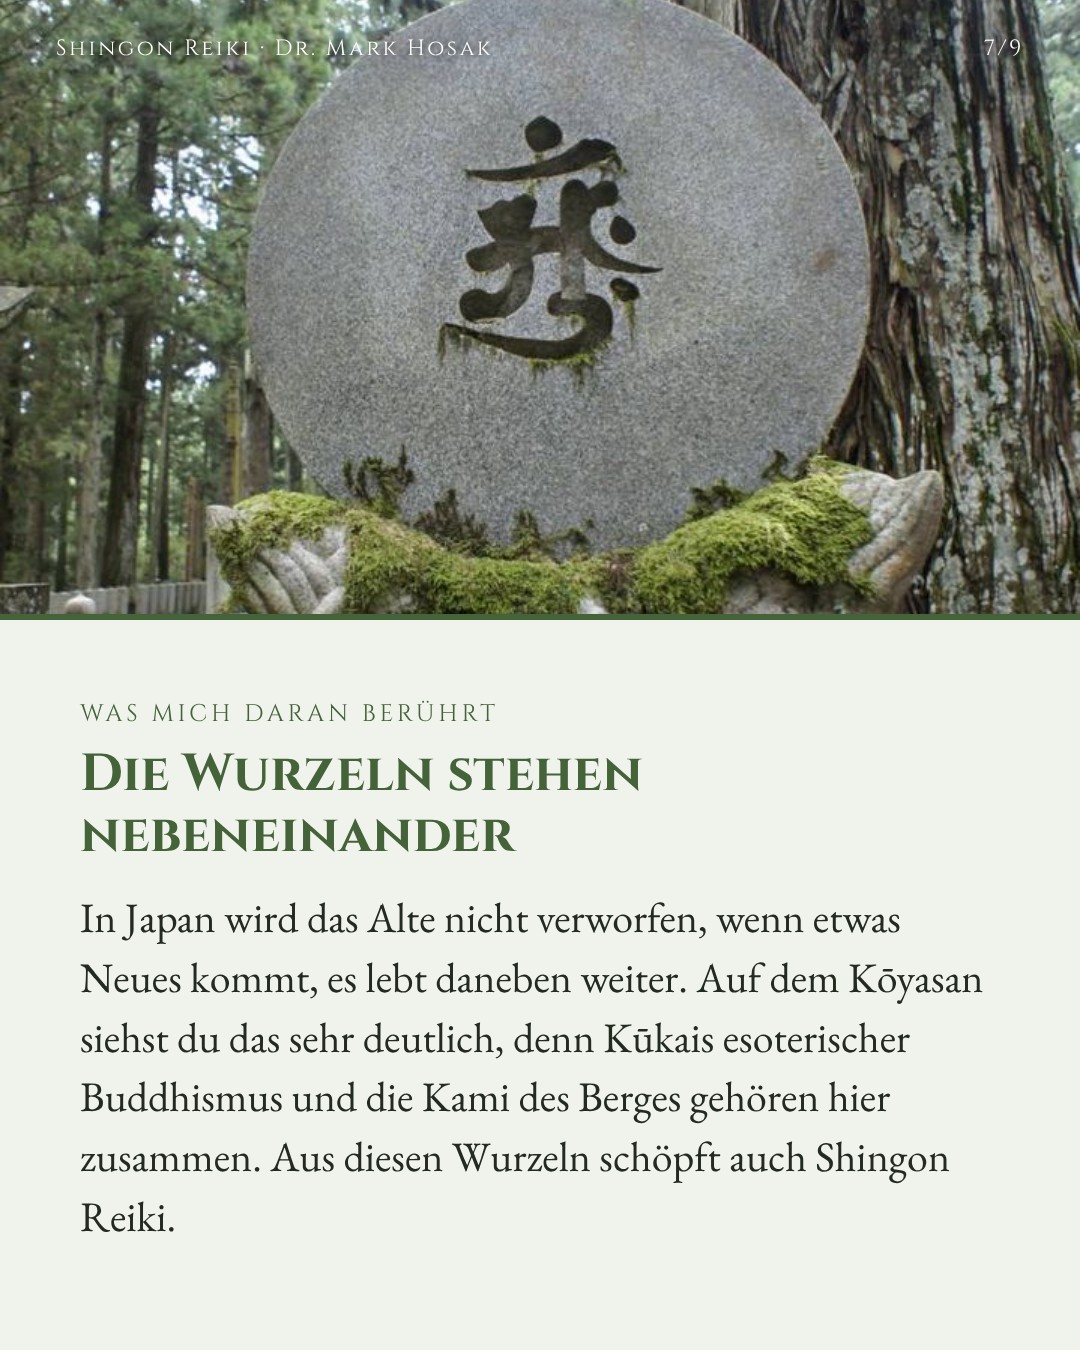 Shingon Reiki · Dr. Mark Hosak
7/9
WAS MICH DARAN BERÜHRT
Die Wurzeln stehen
nebeneinander
In Japan wird das Alte nicht verworfen, wenn etwas
Neues kommt, es lebt daneben weiter. Auf dem Kōyasan
siehst du das sehr deutlich, denn Kūkais esoterischer
Buddhismus und die Kami des Berges gehören hier
zusammen. Aus diesen Wurzeln schöpft auch Shingon
Reiki.